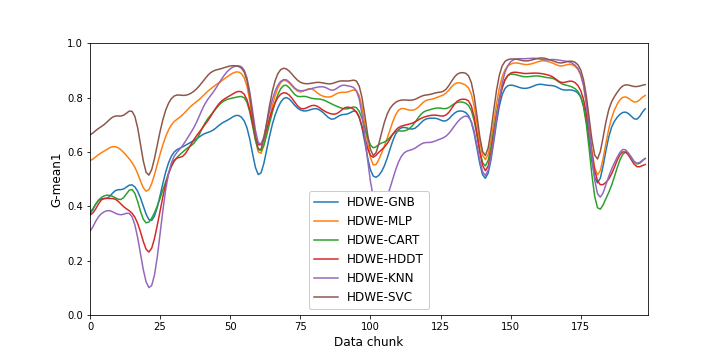 1.0
0.8
0.6
0.4
0.2
0.0
G-mean1
0 25 50 75 100 125 150 175
Data chunk
HDWE-GNB
HDWE-MLP
HDWE-CART
HDWE-HDDT
HDWE-KNN
HDWE-SVC